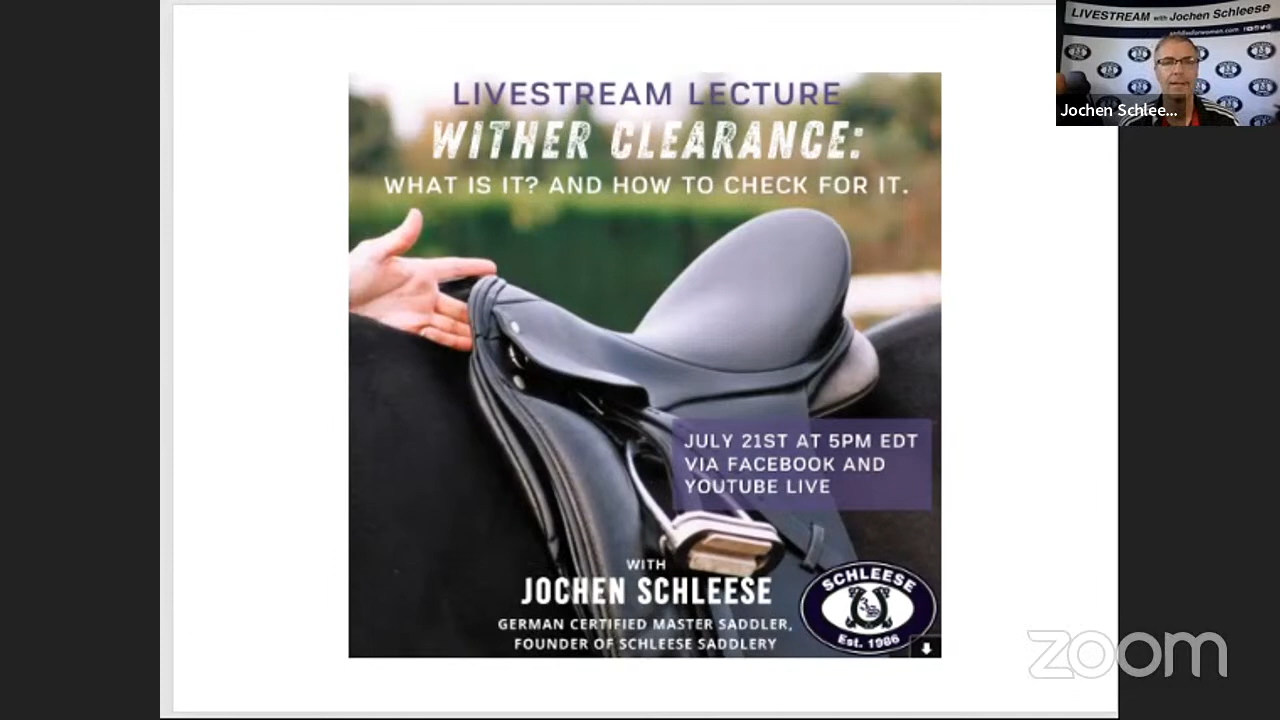 LIVESTREAM LECTURE
WITHER CLEARANCE:
WHAT IS IT? AND HOW TO CHECK FOR IT.
JULY 21ST AT 5PM EDT
VIA FACEBOOK AND
YOUTUBE LIVE
WITH
JOCHEN SCHLEESE
GERMAN CERTIFIED MASTER SADDLER,
FOUNDER OF SCHLEESE SADDLERY
SCHLEESE
Est. 1986
LIVESTREAM with Jochen Schleese
Jochen Schlee...
zoom